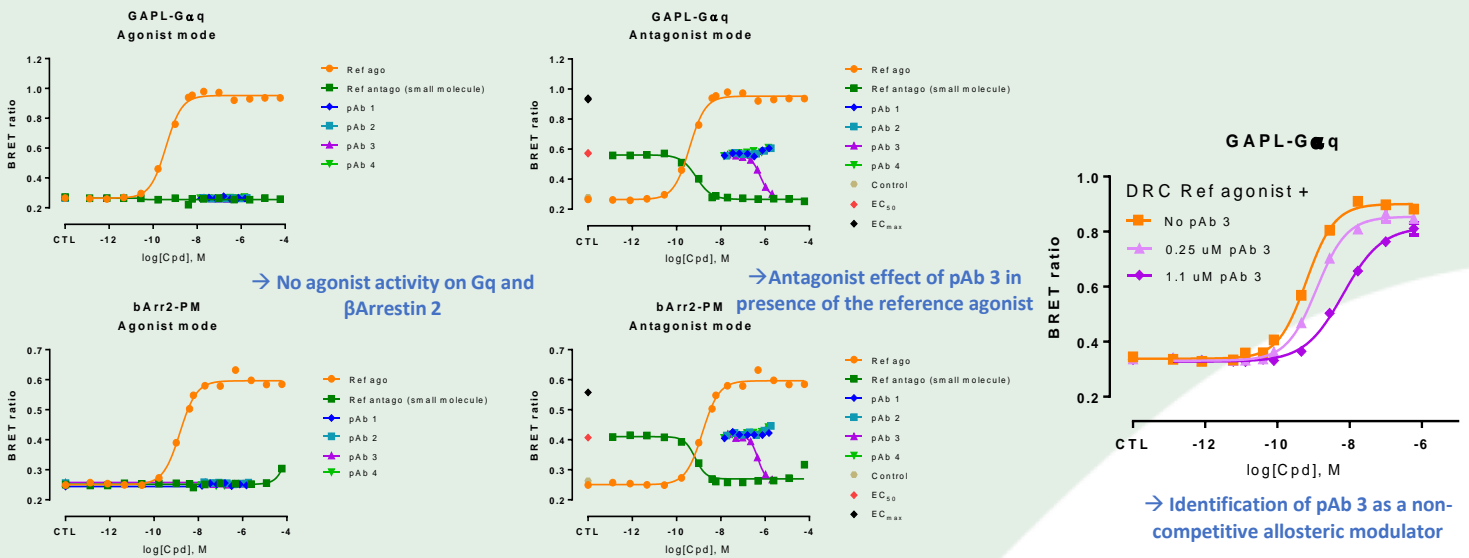 GAPL-Gαq
Agonist mode
BRET ratio
1.2
1.0
0.8
0.6
0.4
0.2
CTL
-12
-10
-8
-6
-4
log[Cpd], M
Ref ago
Ref antago (small molecule)
pAb 1
pAb 2
pAb 3
pAb 4
GAPL-Gαq
Antagonist mode
BRET ratio
1.2
1.0
0.8
0.6
0.4
0.2
CTL
-12
-10
-8
-6
-4
log[Cpd], M
Ref ago
Ref antago (small molecule)
pAb 1
pAb 2
pAb 3
pAb 4
Control
EC50
ECmax
→ No agonist activity on Gq and
βArrestin 2
→Antagonist effect of pAb 3 in
presence of the reference agonist
bArr2-PM
Agonist mode
BRET ratio
0.7
0.6
0.5
0.4
0.3
0.2
CTL
-12
-10
-8
-6
-4
log[Cpd], M
Ref ago
Ref antago (small molecule)
pAb 1
pAb 2
pAb 3
pAb 4
bArr2-PM
Antagonist mode
BRET ratio
0.7
0.6
0.5
0.4
0.3
0.2
CTL
-12
-10
-8
-6
-4
log[Cpd], M
Ref ago
Ref antago (small molecule)
pAb 1
pAb 2
pAb 3
pAb 4
Control
EC50
ECmax
GAPL-Gαq
DRC Ref agonist +
No pAb 3
0.25 uM pAb 3
1.1 uM pAb 3
BRET ratio
1.0
0.8
0.6
0.4
0.2
CTL
-12
-10
-8
-6
log[Cpd], M
→ Identification of pAb 3 as a non-
competitive allosteric modulator